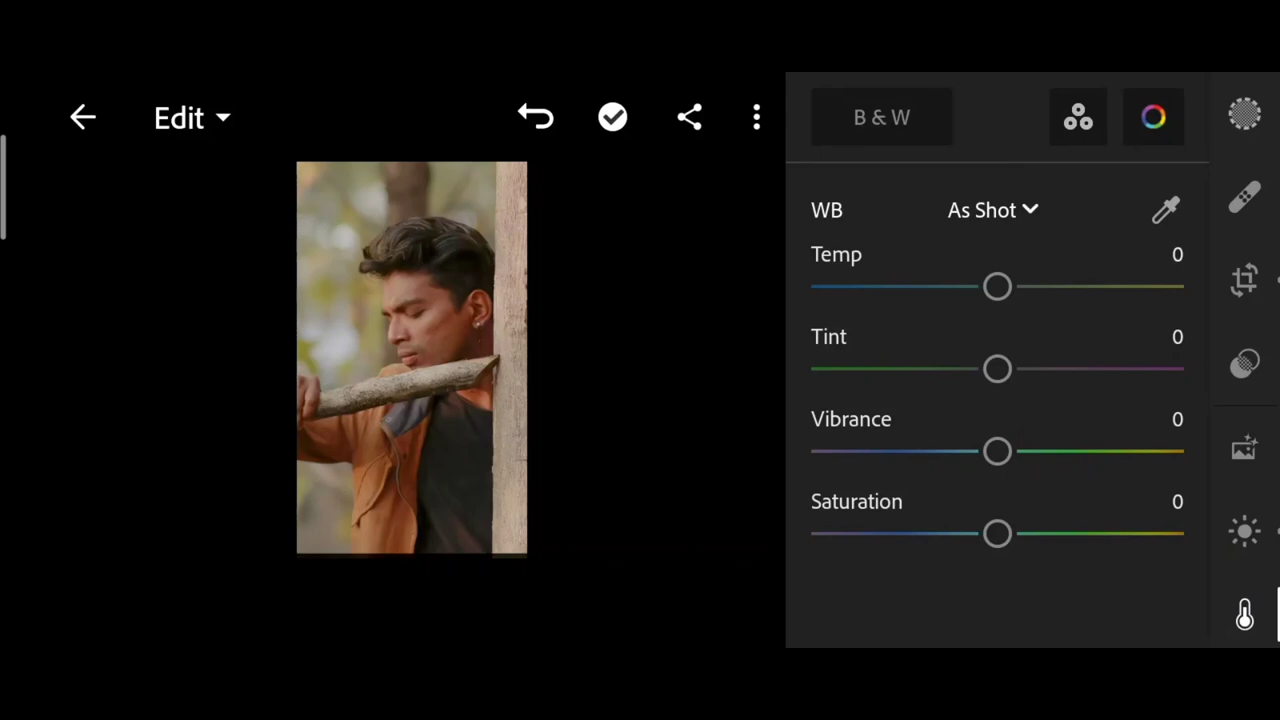 Edit
B & W
WB As Shot
Temp 0
Tint 0
Vibrance 0
Saturation 0